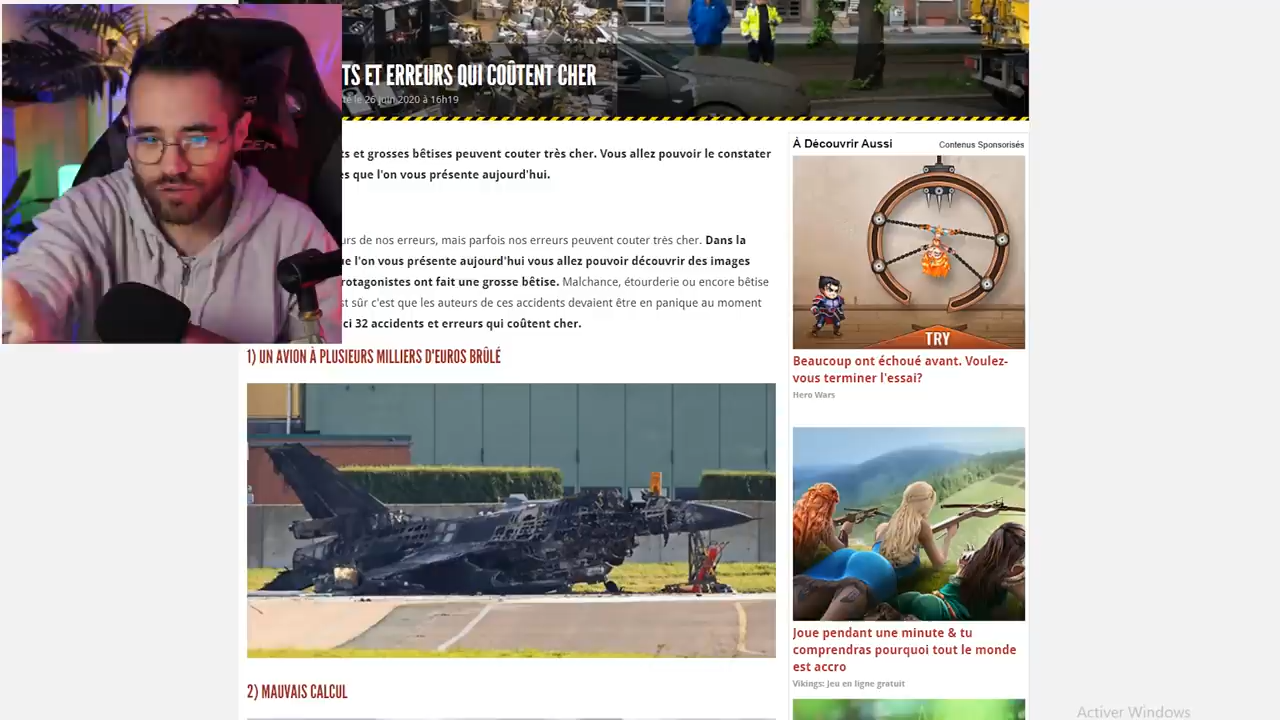 TS ET ERREURS QUI COÛTENT CHER
té le 26 juin 2020 à 16h19
ts et grosses bêtises peuvent couter très cher. Vous allez pouvoir le constater
es que l'on vous présente aujourd'hui.
urs de nos erreurs, mais parfois nos erreurs peuvent couter très cher. Dans la
ue l'on vous présente aujourd'hui vous allez pouvoir découvrir des images
rotagonistes ont fait une grosse bêtise. Malchance, étourderie ou encore bêtise
st sûr c'est que les auteurs de ces accidents devaient être en panique au moment
ci 32 accidents et erreurs qui coûtent cher.
1) UN AVION À PLUSIEURS MILLIERS D'EUROS BRÛLÉ
2) MAUVAIS CALCUL
À Découvrir Aussi
Contenus Sponsorisés
TRY
Beaucoup ont échoué avant. Voulez-
vous terminer l'essai?
Hero Wars
Joue pendant une minute & tu
comprendras pourquoi tout le monde
est accro
Vikings: Jeu en ligne gratuit
Activer Windows